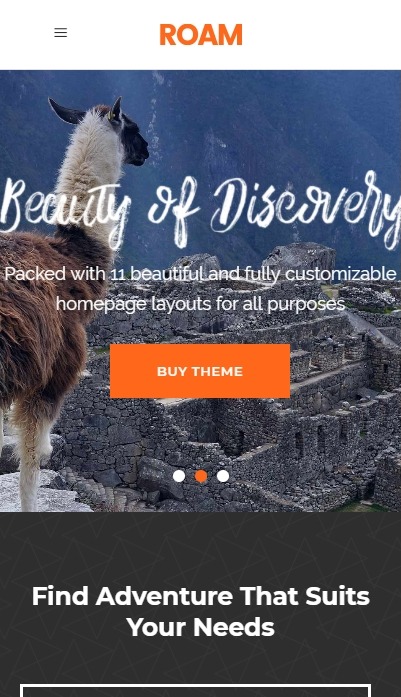 ROAM
Beauty of Discovery
Packed with 11 beautiful and fully customizable
homepage layouts for all purposes
BUY THEME
Find Adventure That Suits
Your Needs